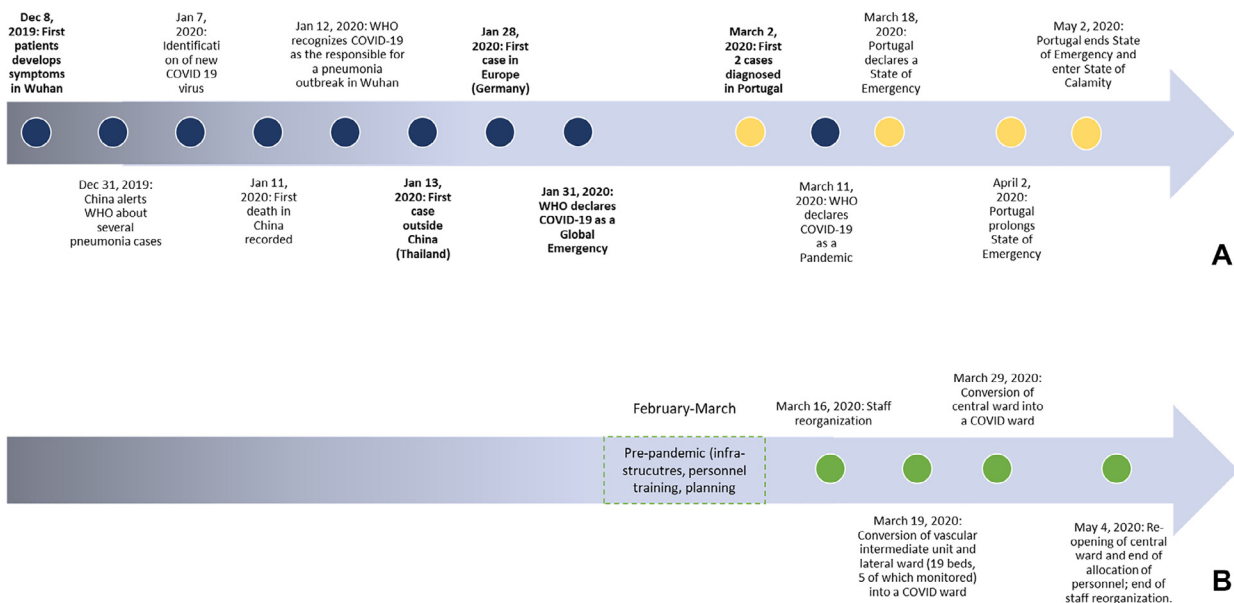 Dec 8,
2019: First
patients
develops
symptoms
in Wuhan
Jan 7,
2020:
Identificati
on of new
COVID 19
virus
Jan 12, 2020: WHO
recognizes COVID-19
as the responsible for
a pneumonia
outbreak in Wuhan
Jan 28,
2020: First
case in
Europe
(Germany)
March 2,
2020: First
2 cases
diagnosed
in Portugal
March 18,
2020:
Portugal
declares a
State of
Emergency
May 2, 2020:
Portugal ends State
of Emergency and
enter State of
Calamity
Dec 31, 2019:
China alerts
WHO about
several
pneumonia cases
Jan 11,
2020: First
death in
China
recorded
Jan 13,
2020: First
case
outside
China
(Thailand)
Jan 31, 2020: WHO
declares
COVID-19 as a
Global
Emergency
March 11,
2020: WHO
declares
COVID-19
as a
Pandemic
April 2,
2020:
Portugal
prolongs
State of
Emergency
A
February-March
Pre-pandemic (infra-
strucutres, personnel
training, planning
March 16, 2020: Staff
reorganization
March 29, 2020:
Conversion of
central ward into
a COVID ward
March 19, 2020:
Conversion of vascular
intermediate unit and
lateral ward (19 beds,
5 of which monitored)
into a COVID ward
May 4, 2020: Re-
opening of central
ward and end of
allocation of
personnel; end of
staff reorganization.
B